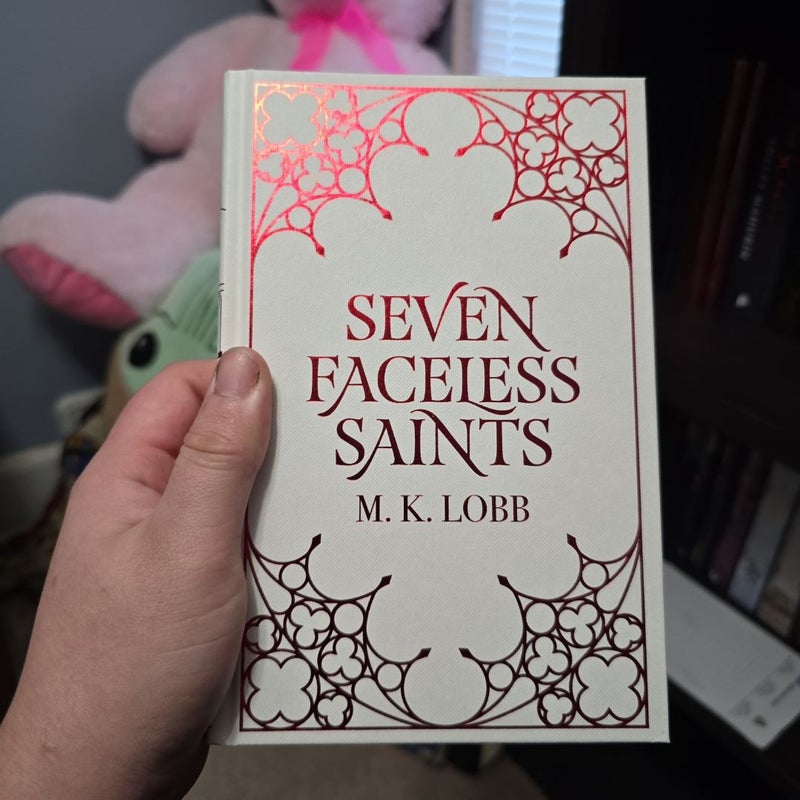 SEVEN
FACELESS
SAINTS
M. K. LOBB